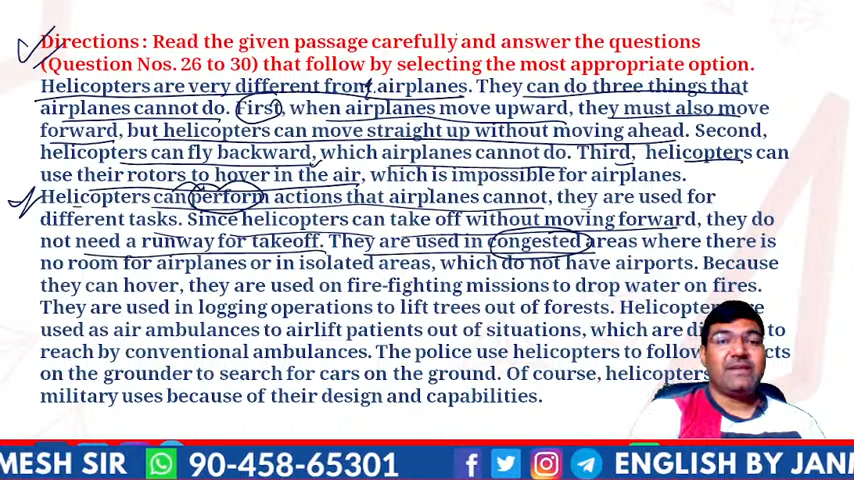 Directions : Read the given passage carefully and answer the questions
(Question Nos. 26 to 30) that follow by selecting the most appropriate option.
Helicopters are very different from airplanes. They can do three things that
airplanes cannot do. First, when airplanes move upward, they must also move
forward, but helicopters can move straight up without moving ahead. Second,
helicopters can fly backward, which airplanes cannot do. Third, helicopters can
use their rotors to hover in the air, which is impossible for airplanes.
Helicopters can perform actions that airplanes cannot, they are used for
different tasks. Since helicopters can take off without moving forward, they do
not need a runway for takeoff. They are used in congested areas where there is
no room for airplanes or in isolated areas, which do not have airports. Because
they can hover, they are used on fire-fighting missions to drop water on fires.
They are used in logging operations to lift trees out of forests. Helicopters are
used as air ambulances to airlift patients out of situations, which are to
reach by conventional ambulances. The police use helicopters to follow
on the grounder to search for cars on the ground. Of course, helicopters
military uses because of their design and capabilities.
MESH SIR 90-458-65301 ENGLISH BY JANM